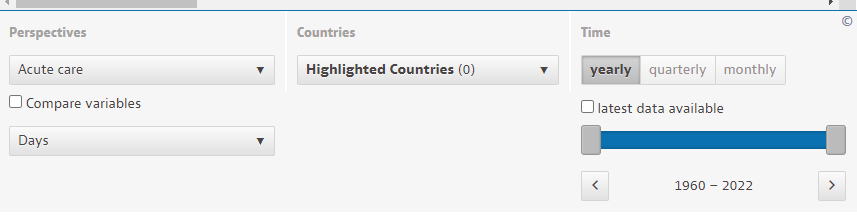 ©
Perspectives
Countries
Time
Acute care ▼
Highlighted Countries (0) ▼
yearly quarterly monthly
Compare variables
latest data available
Days ▼
1960 – 2022